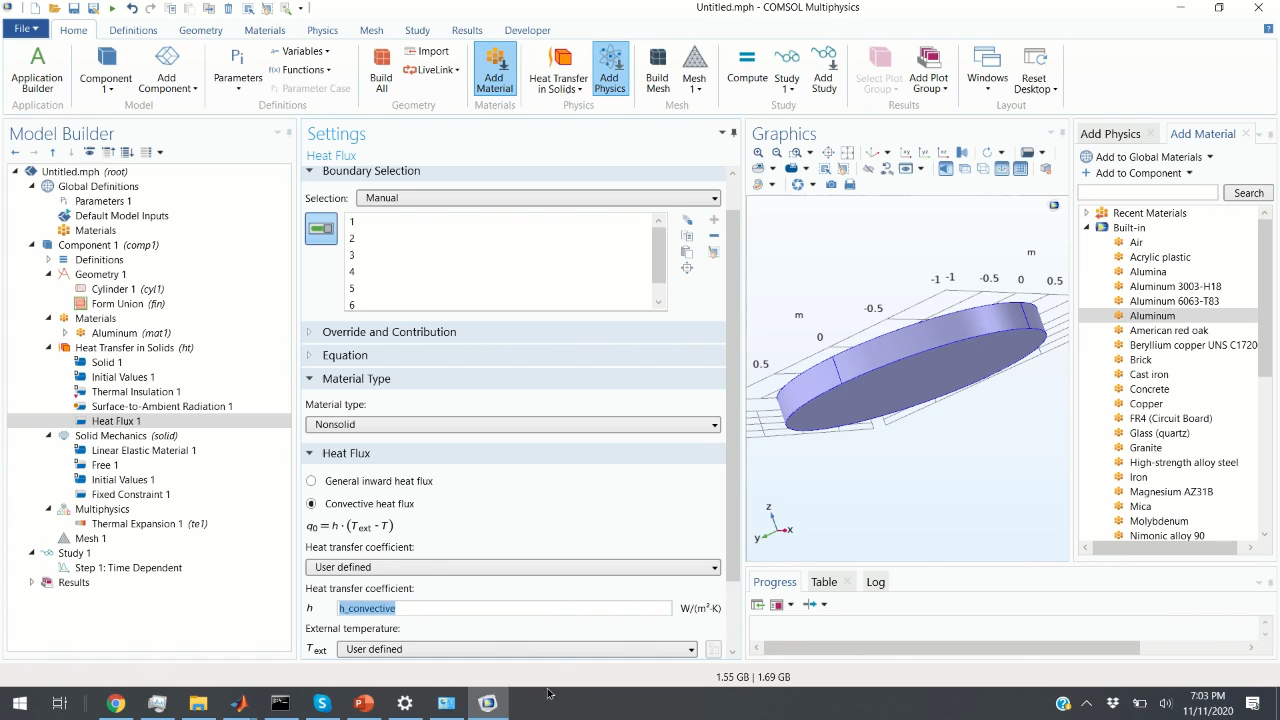 Untitled.mph - COMSOL Multiphysics
File Home Definitions Geometry Materials Physics Mesh Study Results Developer
Application Builder
Component 1
Add Component
Parameters
Variables
Functions
Parameter Case
Build All
Import
LiveLink
Add Material
Heat Transfer in Solids
Add Physics
Build Mesh
Mesh 1
Compute
Study 1
Add Study
Select Plot Group
Add Plot Group
Windows
Reset Desktop
Application Model Definitions Geometry Materials Physics Mesh Study Results Layout
Model Builder
Untitled.mph (root)
Global Definitions
Parameters 1
Default Model Inputs
Materials
Component 1 (comp1)
Definitions
Geometry 1
Cylinder 1 (cyl1)
Form Union (fin)
Materials
Aluminum (mat1)
Heat Transfer in Solids (ht)
Solid 1
Initial Values 1
Thermal Insulation 1
Surface-to-Ambient Radiation 1
Heat Flux 1
Solid Mechanics (solid)
Linear Elastic Material 1
Free 1
Initial Values 1
Fixed Constraint 1
Multiphysics
Thermal Expansion 1 (te1)
Mesh 1
Study 1
Step 1: Time Dependent
Results
Settings
Heat Flux
Boundary Selection
Selection: Manual
1
2
3
4
5
6
Override and Contribution
Equation
Material Type
Material type:
Nonsolid
Heat Flux
General inward heat flux
Convective heat flux
q0 = h · (Text - T)
Heat transfer coefficient:
User defined
Heat transfer coefficient:
h h_convective W/(m²·K)
External temperature:
Text User defined
Graphics
m
-1 -1 -0.5 0 0.5
-0.5
m
0
0.5
z
y x
Progress Table Log
Add Physics Add Material
Add to Global Materials
Add to Component
Search
Recent Materials
Built-in
Air
Acrylic plastic
Alumina
Aluminum 3003-H18
Aluminum 6063-T83
Aluminum
American red oak
Beryllium copper UNS C1720
Brick
Cast iron
Concrete
Copper
FR4 (Circuit Board)
Glass (quartz)
Granite
High-strength alloy steel
Iron
Magnesium AZ31B
Mica
Molybdenum
Nimonic alloy 90
1.55 GB | 1.69 GB
7:03 PM
11/11/2020